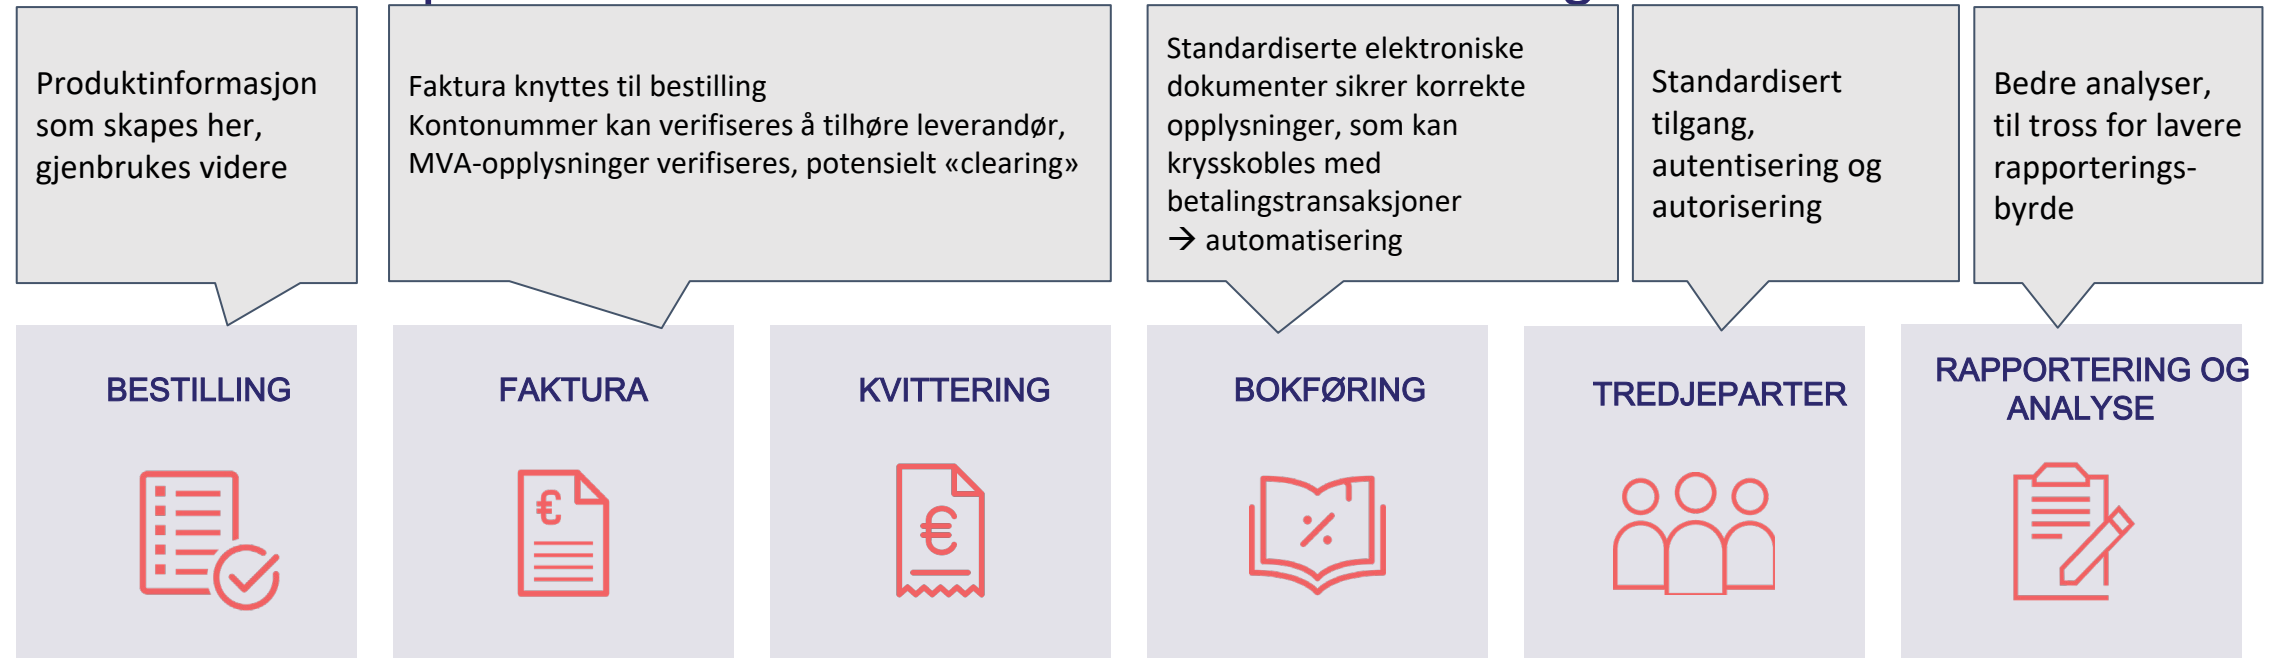 Produktinformasjon
som skapes her,
gjenbrukes videre
Faktura knyttes til bestilling
Kontonummer kan verifiseres å tilhøre leverandør,
MVA-opplysninger verifiseres, potensielt «clearing»
Standardiserte elektroniske
dokumenter sikrer korrekte
opplysninger, som kan
krysskobles med
betalingstransaksjoner
→ automatisering
Standardisert
tilgang,
autentisering og
autorisering
Bedre analyser,
til tross for lavere
rapporterings-
byrde
BESTILLING
FAKTURA
KVITTERING
BOKFØRING
TREDJEPARTER
RAPPORTERING OG
ANALYSE
€
€
%